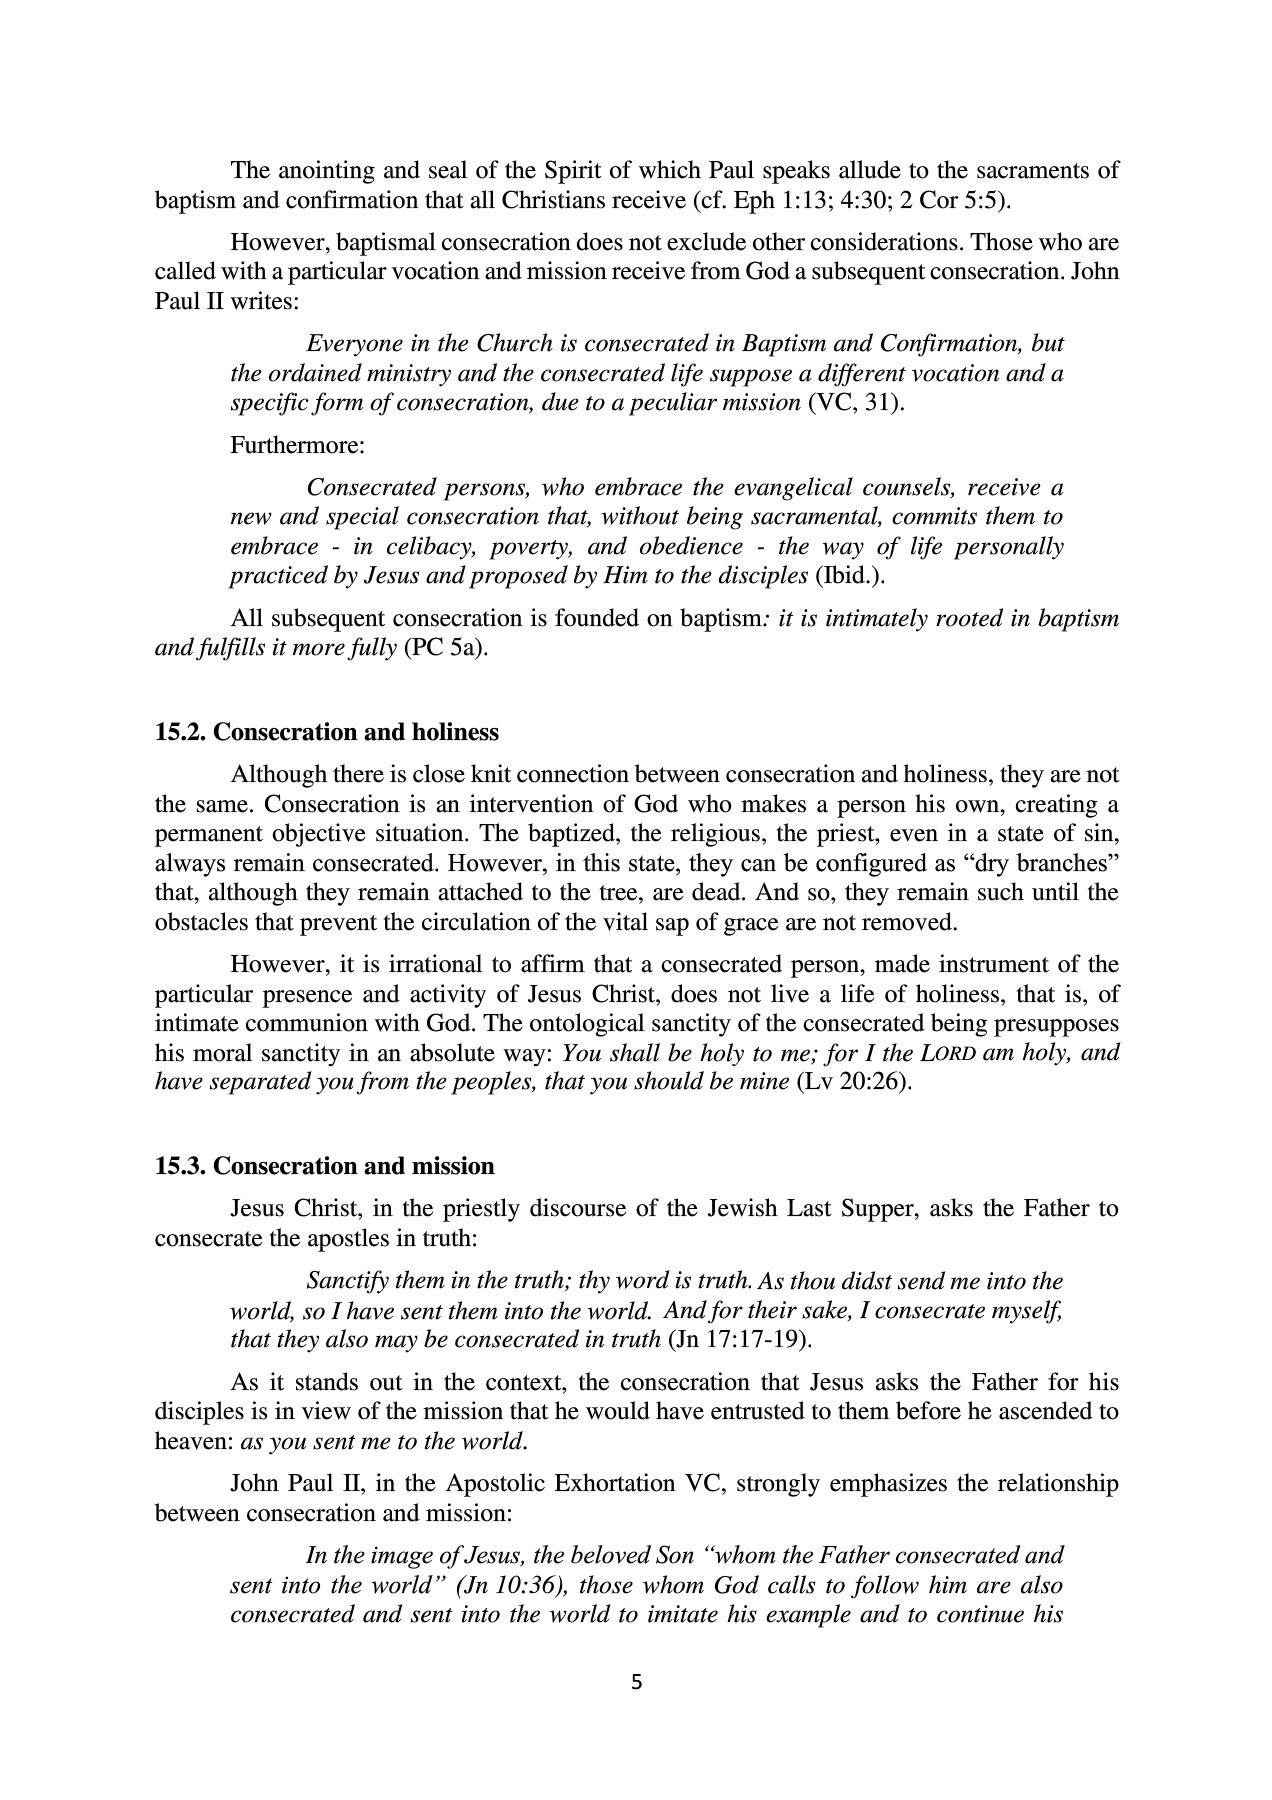 The anointing and seal of the Spirit of which Paul speaks allude to the sacraments of
baptism and confirmation that all Christians receive (cf. Eph 1:13; 4:30; 2 Cor 5:5).
However, baptismal consecration does not exclude other considerations. Those who are
called with a particular vocation and mission receive from God a subsequent consecration. John
Paul II writes:
Everyone in the Church is consecrated in Baptism and Confirmation, but
the ordained ministry and the consecrated life suppose a different vocation and a
specific form of consecration, due to a peculiar mission (VC, 31).
Furthermore:
Consecrated persons, who embrace the evangelical counsels, receive a
new and special consecration that, without being sacramental, commits them to
embrace - in celibacy, poverty, and obedience - the way of life personally
practiced by Jesus and proposed by Him to the disciples (Ibid.).
All subsequent consecration is founded on baptism: it is intimately rooted in baptism
and fulfills it more fully (PC 5a).
15.2. Consecration and holiness
Although there is close knit connection between consecration and holiness, they are not
the same. Consecration is an intervention of God who makes a person his own, creating a
permanent objective situation. The baptized, the religious, the priest, even in a state of sin,
always remain consecrated. However, in this state, they can be configured as “dry branches”
that, although they remain attached to the tree, are dead. And so, they remain such until the
obstacles that prevent the circulation of the vital sap of grace are not removed.
However, it is irrational to affirm that a consecrated person, made instrument of the
particular presence and activity of Jesus Christ, does not live a life of holiness, that is, of
intimate communion with God. The ontological sanctity of the consecrated being presupposes
his moral sanctity in an absolute way: You shall be holy to me; for I the LORD am holy, and
have separated you from the peoples, that you should be mine (Lv 20:26).
15.3. Consecration and mission
Jesus Christ, in the priestly discourse of the Jewish Last Supper, asks the Father to
consecrate the apostles in truth:
Sanctify them in the truth; thy word is truth. As thou didst send me into the
world, so I have sent them into the world. And for their sake, I consecrate myself,
that they also may be consecrated in truth (Jn 17:17-19).
As it stands out in the context, the consecration that Jesus asks the Father for his
disciples is in view of the mission that he would have entrusted to them before he ascended to
heaven: as you sent me to the world.
John Paul II, in the Apostolic Exhortation VC, strongly emphasizes the relationship
between consecration and mission:
In the image of Jesus, the beloved Son “whom the Father consecrated and
sent into the world” (Jn 10:36), those whom God calls to follow him are also
consecrated and sent into the world to imitate his example and to continue his
5